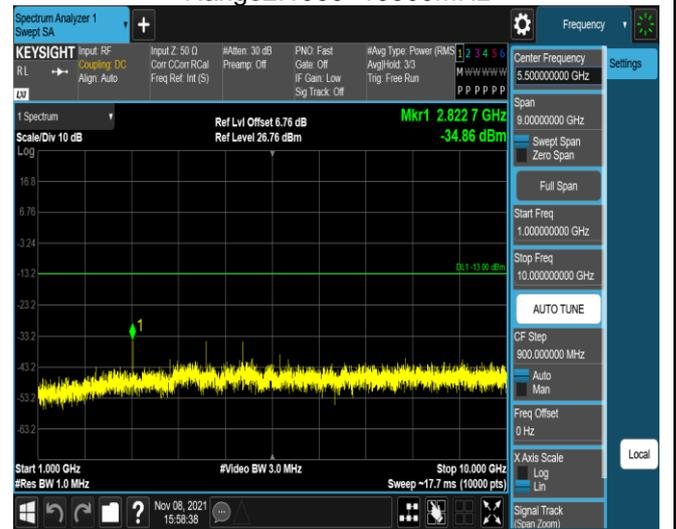 Spectrum Analyzer 1
Swept SA
Frequency
KEYSIGHT
RL
LXI
Input: RF
Coupling: DC
Align: Auto
Input Z: 50 Ω
Corr CCorr RCal
Freq Ref: Int (S)
#Atten: 30 dB
Preamp: Off
PNO: Fast
Gate: Off
IF Gain: Low
Sig Track: Off
#Avg Type: Power (RMS
Avg|Hold: 3/3
Trig: Free Run
1 2 3 4 5 6
M W W W W W
P P P P P P
1 Spectrum
Scale/Div 10 dB
Log
Ref Lvl Offset 6.76 dB
Ref Level 26.76 dBm
Mkr1 2.822 7 GHz
-34.86 dBm
16.8
6.76
-3.24
-13.2
-23.2
-33.2
-43.2
-53.2
-63.2
DL1 -13.00 dBm
1
Start 1.000 GHz
#Res BW 1.0 MHz
#Video BW 3.0 MHz
Stop 10.000 GHz
Sweep ~17.7 ms (10000 pts)
Center Frequency
5.500000000 GHz
Settings
Span
9.00000000 GHz
Swept Span
Zero Span
Full Span
Start Freq
1.000000000 GHz
Stop Freq
10.000000000 GHz
AUTO TUNE
CF Step
900.000000 MHz
Auto
Man
Freq Offset
0 Hz
X Axis Scale
Log
Lin
Local
Signal Track
(Span Zoom)
Nov 08, 2021
15:58:38